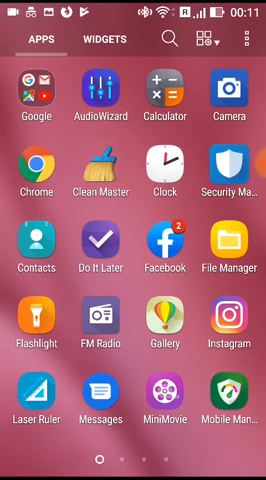 R 00:11
APPS WIDGETS
Google AudioWizard Calculator Camera
Chrome Clean Master Clock Security Ma...
2
Contacts Do It Later Facebook File Manager
Flashlight FM Radio Gallery Instagram
Laser Ruler Messages MiniMovie Mobile Man...